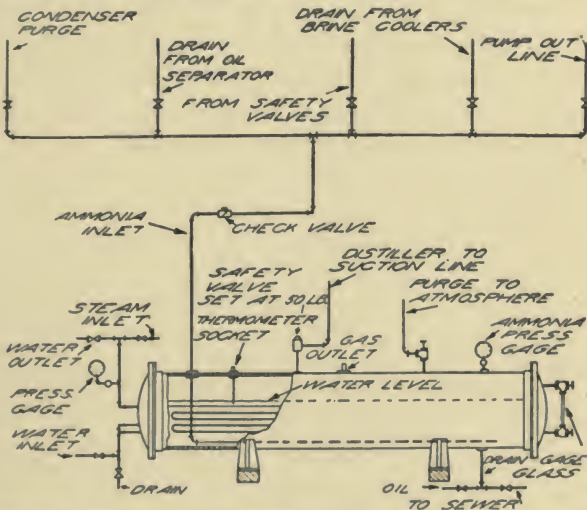 CONDENSER
PURGE
DRAIN
FROM OIL
SEPARATOR
DRAIN FROM
BRINE COOLERS
PUMP OUT
LINE
FROM SAFETY
VALVES
AMMONIA
INLET
CHECK VALVE
DISTILLER TO
SUCTION LINE
SAFETY
VALVE
SET AT 50 LB.
PURGE TO
ATMOSPHERE
STEAM
INLET
THERMOMETER
SOCKET
GAS
OUTLET
AMMONIA
PRESS
GAGE
WATER
OUTLET
PRESS.
GAGE
WATER LEVEL
WATER
INLET
DRAIN
DRAIN
GAGE
GLASS
OIL
TO SEWER